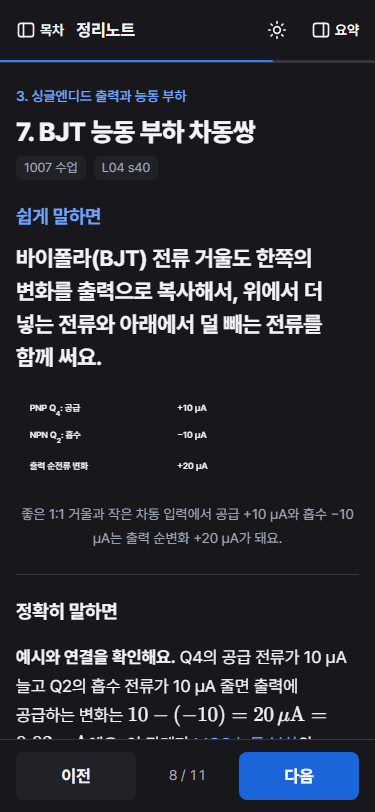 목차 정리노트 요약
3. 싱글엔디드 출력과 능동 부하
7. BJT 능동 부하 차동쌍
1007 수업 L04 s40
쉽게 말하면
바이폴라(BJT) 전류 거울도 한쪽의
변화를 출력으로 복사해서, 위에서 더
넣는 전류와 아래에서 덜 빼는 전류를
함께 써요.
PNP Q4: 공급 +10 μA
NPN Q2: 흡수 −10 μA
출력 순전류 변화 +20 μA
좋은 1:1 거울과 작은 차동 입력에서 공급 +10 μA와 흡수 −10
μA는 출력 순변화 +20 μA가 돼요.
정확히 말하면
예시와 연결을 확인해요. Q4의 공급 전류가 10 μA
늘고 Q2의 흡수 전류가 10 μA 줄면 출력에
공급하는 변화는 10 − (−10) = 20 μA =
이전 8 / 11 다음